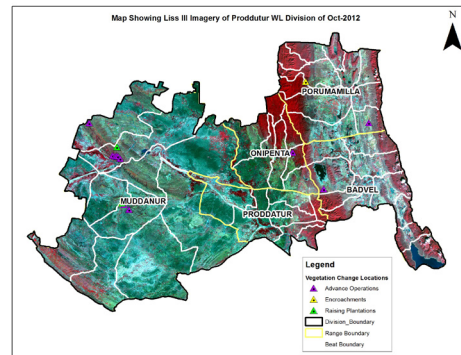 Map Showing Liss III Imagery of Proddutur WL Division of Oct-2012
N
PORUMAMILLA
ONIPENTA
BADVEL
MUDDANUR
PRODDATUR
Legend
Vegetation Change Locations
Advance Operations
Encroachments
Raising Plantations
Division_Boundary
Range Boundary
Beat Boundary